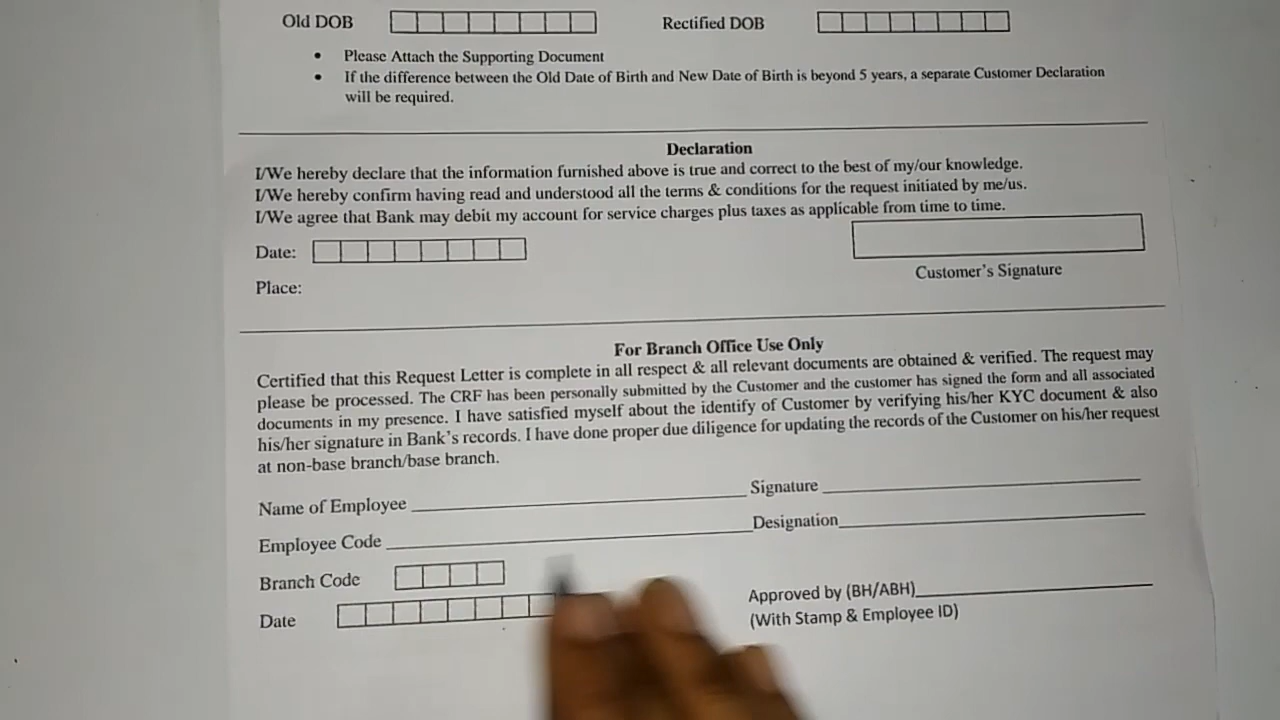 Old DOB Rectified DOB
• Please Attach the Supporting Document
• If the difference between the Old Date of Birth and New Date of Birth is beyond 5 years, a separate Customer Declaration
will be required.
Declaration
I/We hereby declare that the information furnished above is true and correct to the best of my/our knowledge.
I/We hereby confirm having read and understood all the terms & conditions for the request initiated by me/us.
I/We agree that Bank may debit my account for service charges plus taxes as applicable from time to time.
Date:
Customer's Signature
Place:
For Branch Office Use Only
Certified that this Request Letter is complete in all respect & all relevant documents are obtained & verified. The request may
please be processed. The CRF has been personally submitted by the Customer and the customer has signed the form and all associated
documents in my presence. I have satisfied myself about the identify of Customer by verifying his/her KYC document & also
his/her signature in Bank's records. I have done proper due diligence for updating the records of the Customer on his/her request
at non-base branch/base branch.
Name of Employee Signature
Employee Code Designation
Branch Code
Approved by (BH/ABH)
Date (With Stamp & Employee ID)